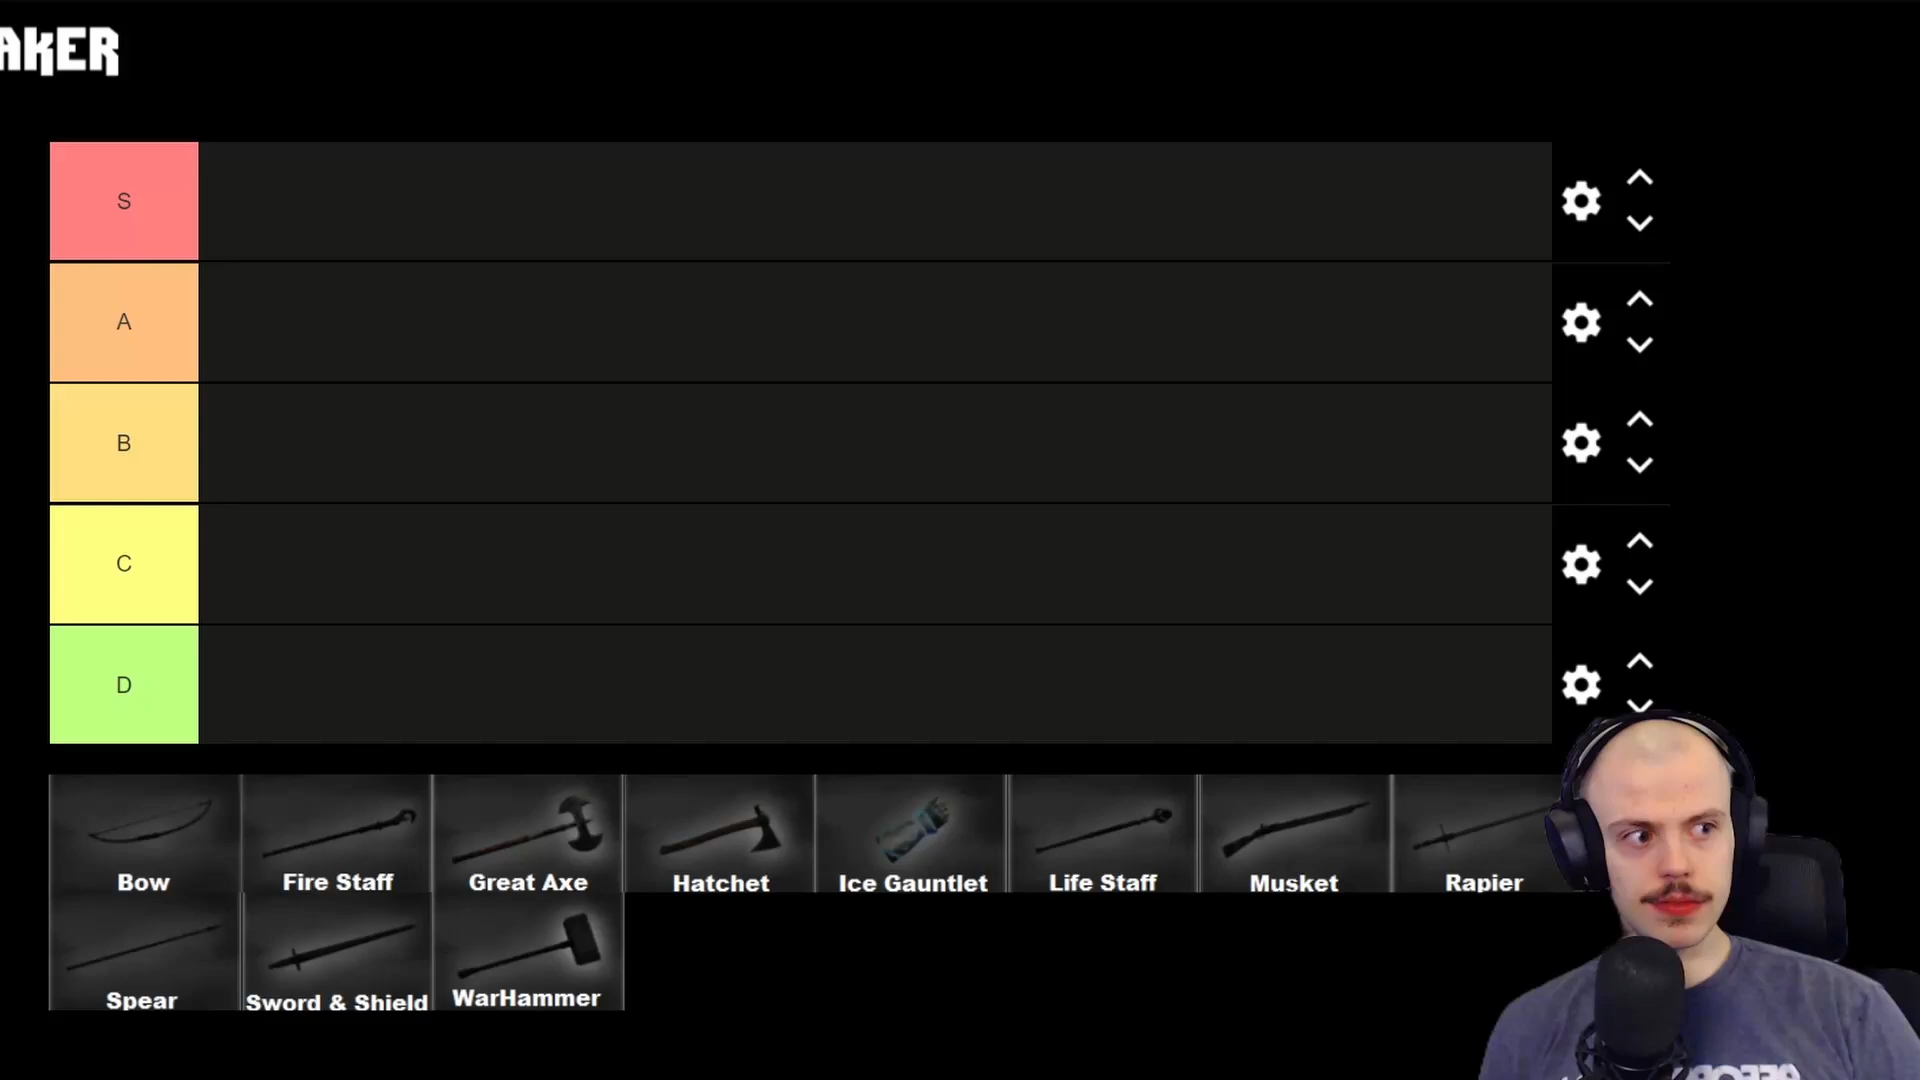 AKER
S
A
B
C
D
Bow
Fire Staff
Great Axe
Hatchet
Ice Gauntlet
Life Staff
Musket
Rapier
Spear
Sword & Shield
WarHammer